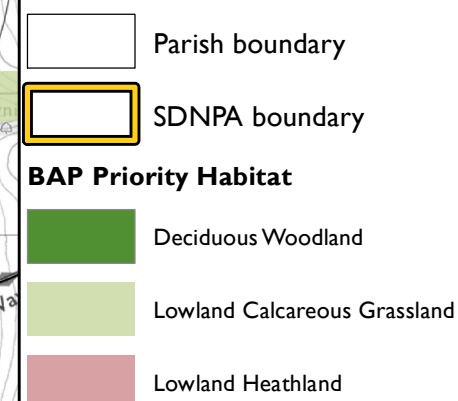 Parish boundary
SDNPA boundary
BAP Priority Habitat
Deciduous Woodland
Lowland Calcareous Grassland
Lowland Heathland